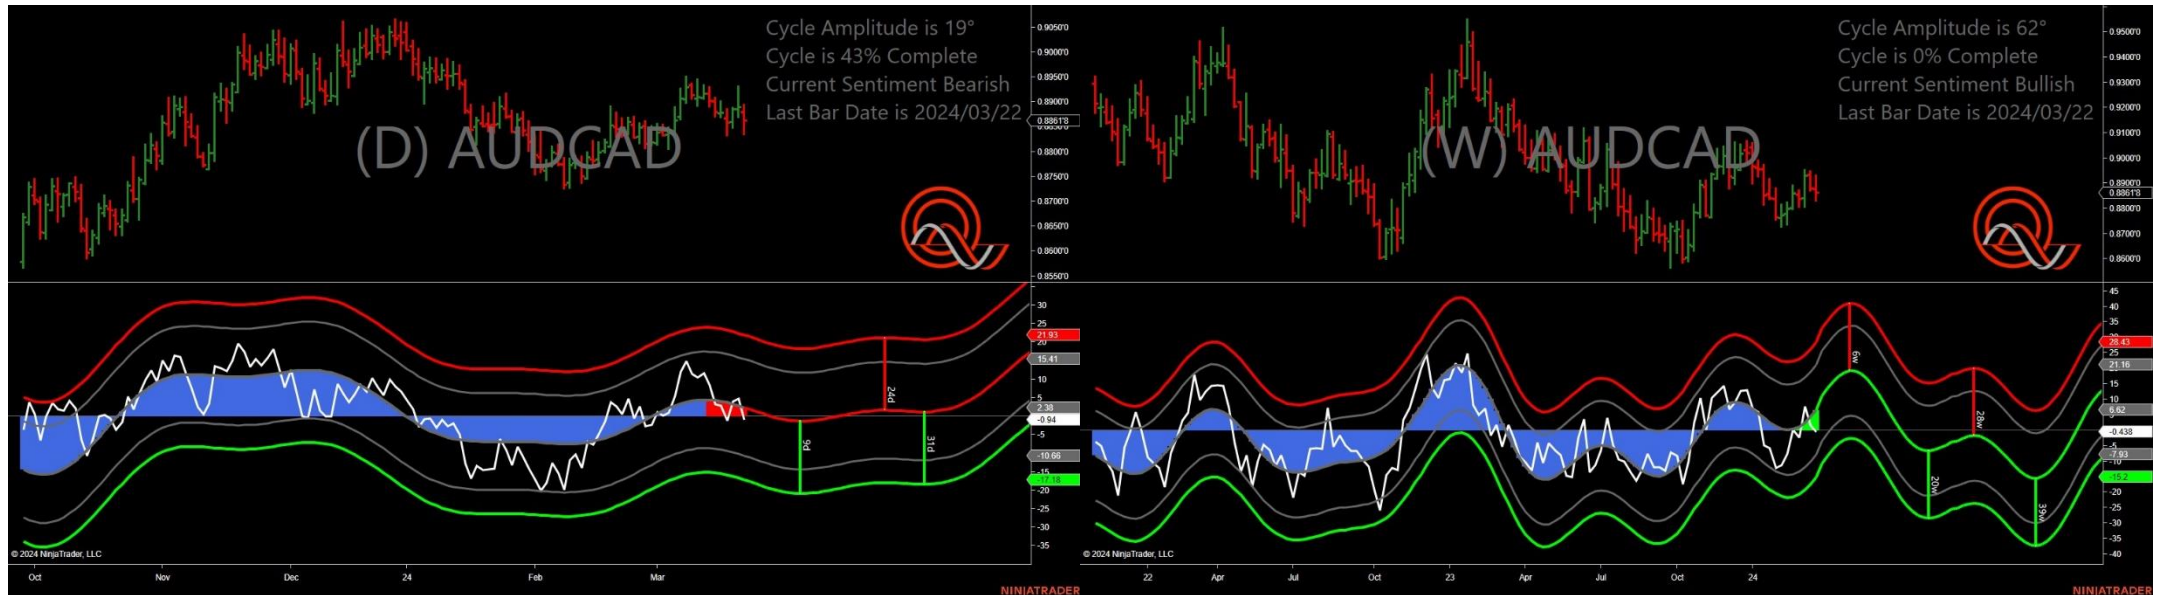 Cycle Amplitude is 19°
Cycle is 43% Complete
Current Sentiment Bearish
Last Bar Date is 2024/03/22
(D) AUDCAD
0.9050'0
0.9000'0
0.8950'0
0.8900'0
0.8861'8
0.8800'0
0.8750'0
0.8700'0
0.8650'0
0.8600'0
0.8550'0
30
25
21.93
20
15.41
10
5
2.38
-0.94
-5
-10.66
-15
-17.18
-20
-25
-30
-35
9d
24d
31d
© 2024 NinjaTrader, LLC
Oct Nov Dec 24 Feb Mar
NINJATRADER
Cycle Amplitude is 62°
Cycle is 0% Complete
Current Sentiment Bullish
Last Bar Date is 2024/03/22
(W) AUDCAD
0.9500'0
0.9400'0
0.9300'0
0.9200'0
0.9100'0
0.9000'0
0.8900'0
0.8861'8
0.8800'0
0.8700'0
0.8600'0
45
40
35
28.43
25
21.16
15
10
6.62
-0.438
-5
-7.93
-10
-15.2
-20
-25
-30
-35
-40
6w
20w
28w
39w
© 2024 NinjaTrader, LLC
22 Apr Jul Oct 23 Apr Jul Oct 24
NINJATRADER